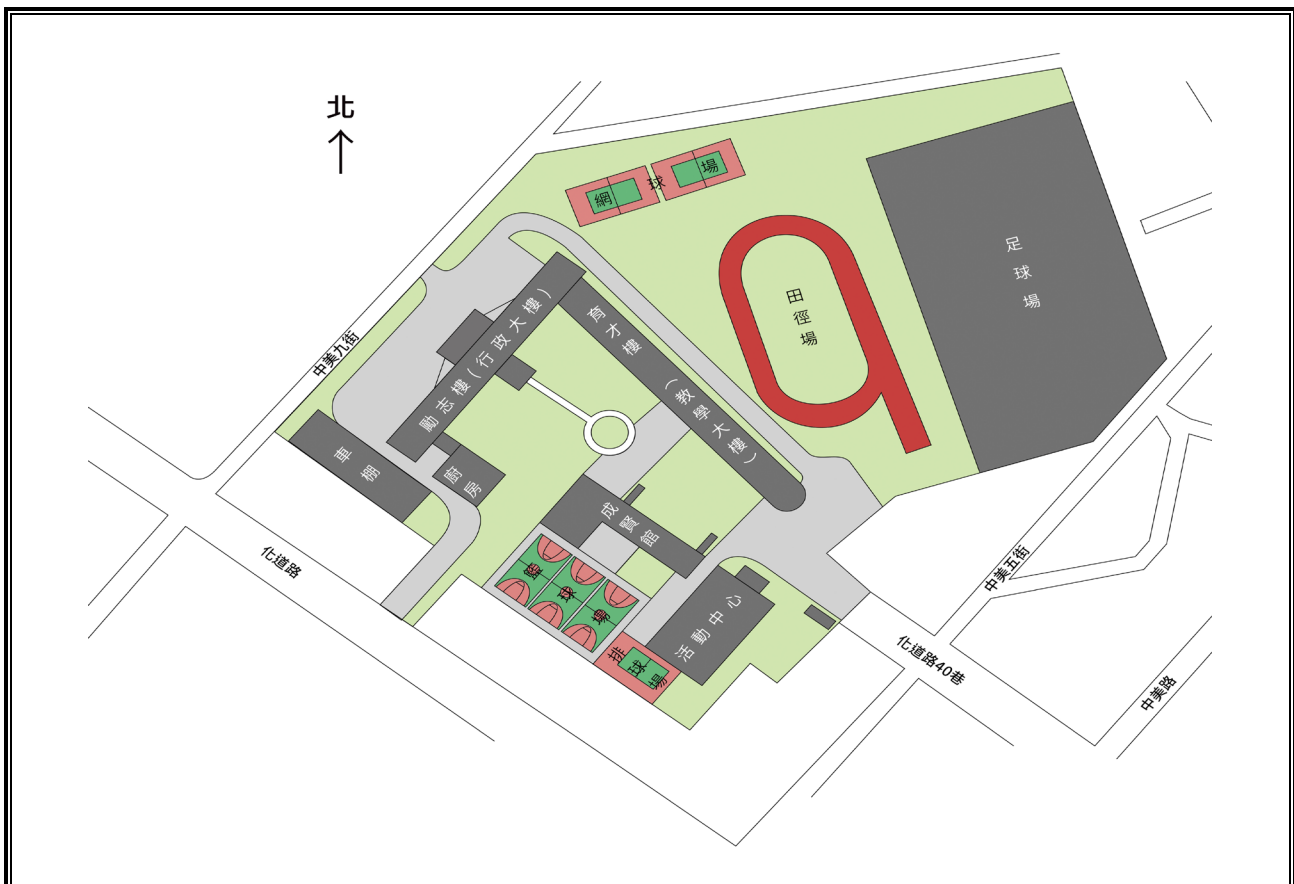 北
網球場
足球場
田徑場
育才樓(教學大樓)
勵志樓(行政大樓)
中美九街
車棚
廚房
成賢館
籃球場
化道路
中美五街
活動中心
排球場
化道路40巷
中美路